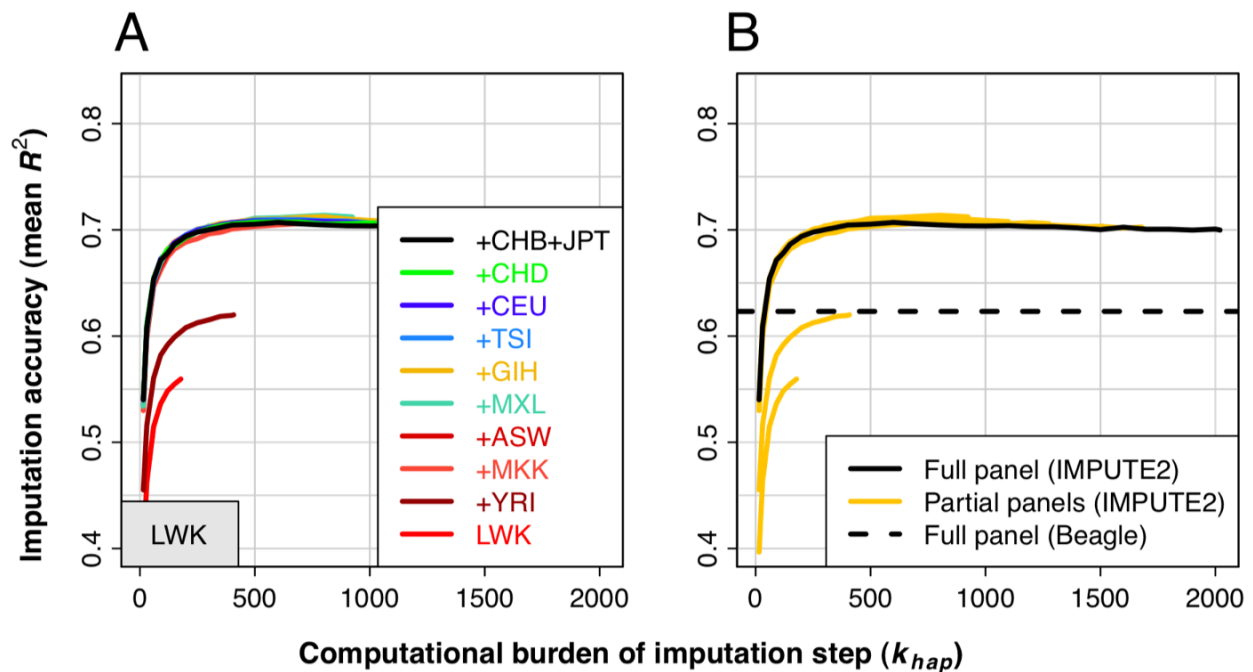 A
B
Imputation accuracy (mean R²)
0.8
0.7
0.6
0.5
0.4
+CHB+JPT
+CHD
+CEU
+TSI
+GIH
+MXL
+ASW
+MKK
+YRI
LWK
LWK
0 500 1000 1500 2000
0.8
0.7
0.6
0.5
0.4
Full panel (IMPUTE2)
Partial panels (IMPUTE2)
Full panel (Beagle)
0 500 1000 1500 2000
Computational burden of imputation step (k_hap)